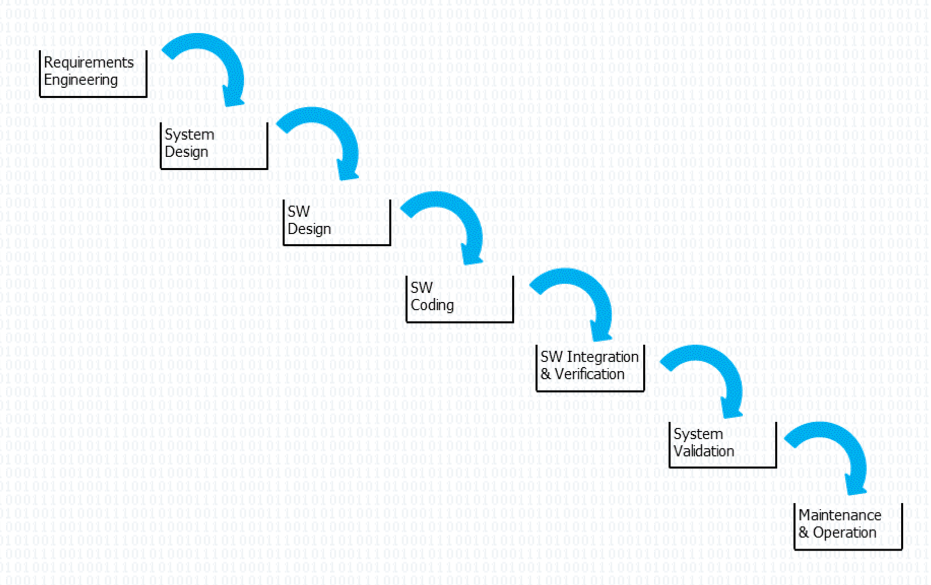 Requirements
Engineering
System
Design
SW
Design
SW
Coding
SW Integration
& Verification
System
Validation
Maintenance
& Operation